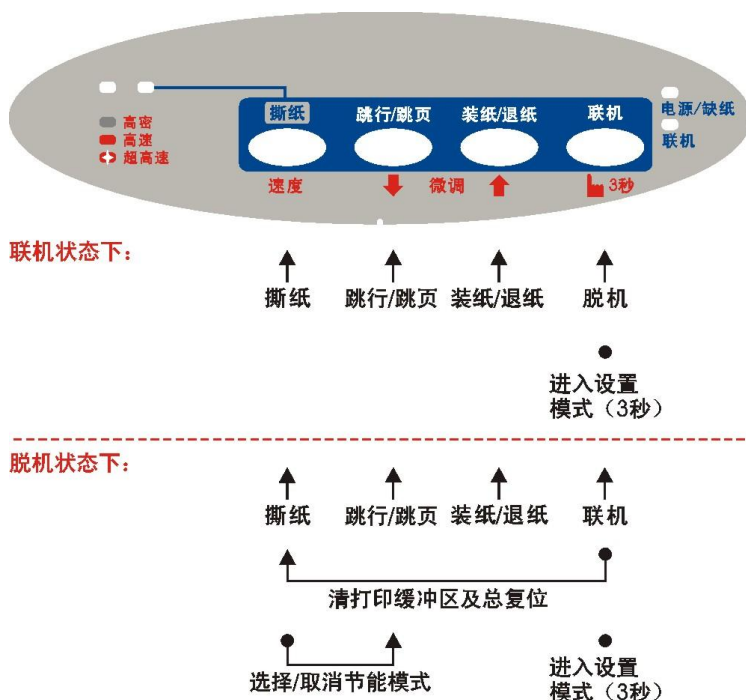 撕纸 跳行/跳页 装纸/退纸 联机
电源/缺纸
联机
高密
高速
超高速
速度 微调 3秒
联机状态下：
撕纸 跳行/跳页 装纸/退纸 脱机
进入设置
模式（3秒）
脱机状态下：
撕纸 跳行/跳页 装纸/退纸 联机
清打印缓冲区及总复位
选择/取消节能模式
进入设置
模式（3秒）